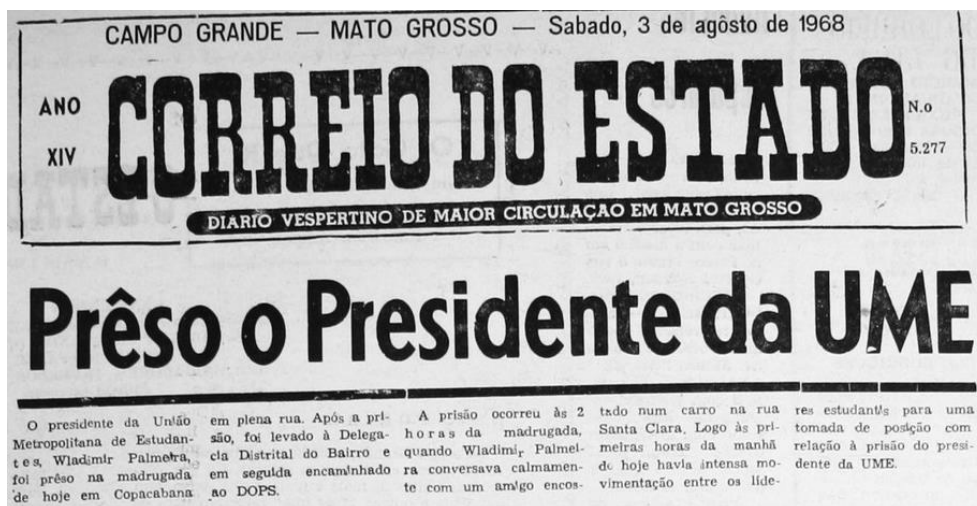 CAMPO GRANDE — MATO GROSSO — Sabado, 3 de agôsto de 1968
ANO
XIV
CORREIO DO ESTADO
N.o
5.277
DIARIO VESPERTINO DE MAIOR CIRCULAÇAO EM MATO GROSSO
Prêso o Presidente da UME
O presidente da União
Metropolitana de Estudan-
tes, Wladimir Palmeira,
foi prêso na madrugada
de hoje em Copacabana
em plena rua. Após a pri-
são, foi levado à Delega-
cia Distrital do Bairro e
em seguida encaminhado
ao DOPS.
A prisão ocorreu às 2
horas da madrugada,
quando Wladimir Palmei-
ra conversava calmamen-
te com um amigo encos-
tado num carro na rua
Santa Clara. Logo às pri-
meiras horas da manhã
de hoje havia intensa mo-
vimentação entre os líde-
res estudantis para uma
tomada de posição com
relação à prisão do presi-
dente da UME.